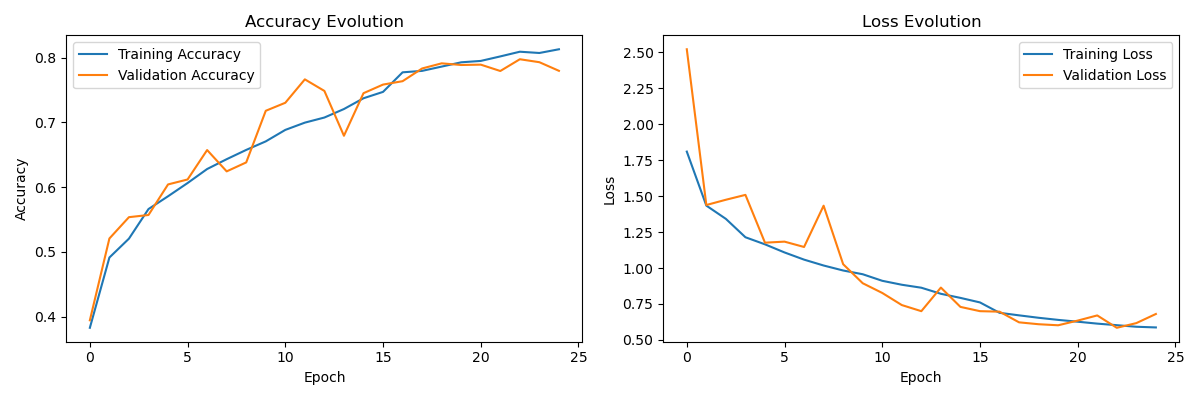 Accuracy Evolution
Training Accuracy
Validation Accuracy
0.8
0.7
0.6
0.5
0.4
Accuracy
0
5
10
15
20
25
Epoch
Loss Evolution
Training Loss
Validation Loss
2.50
2.25
2.00
1.75
1.50
1.25
1.00
0.75
0.50
Loss
0
5
10
15
20
25
Epoch